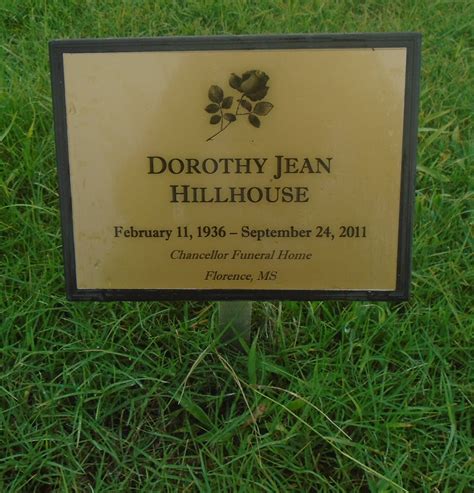 DOROTHY JEAN
HILLHOUSE
February 11, 1936 – September 24, 2011
Chancellor Funeral Home
Florence, MS